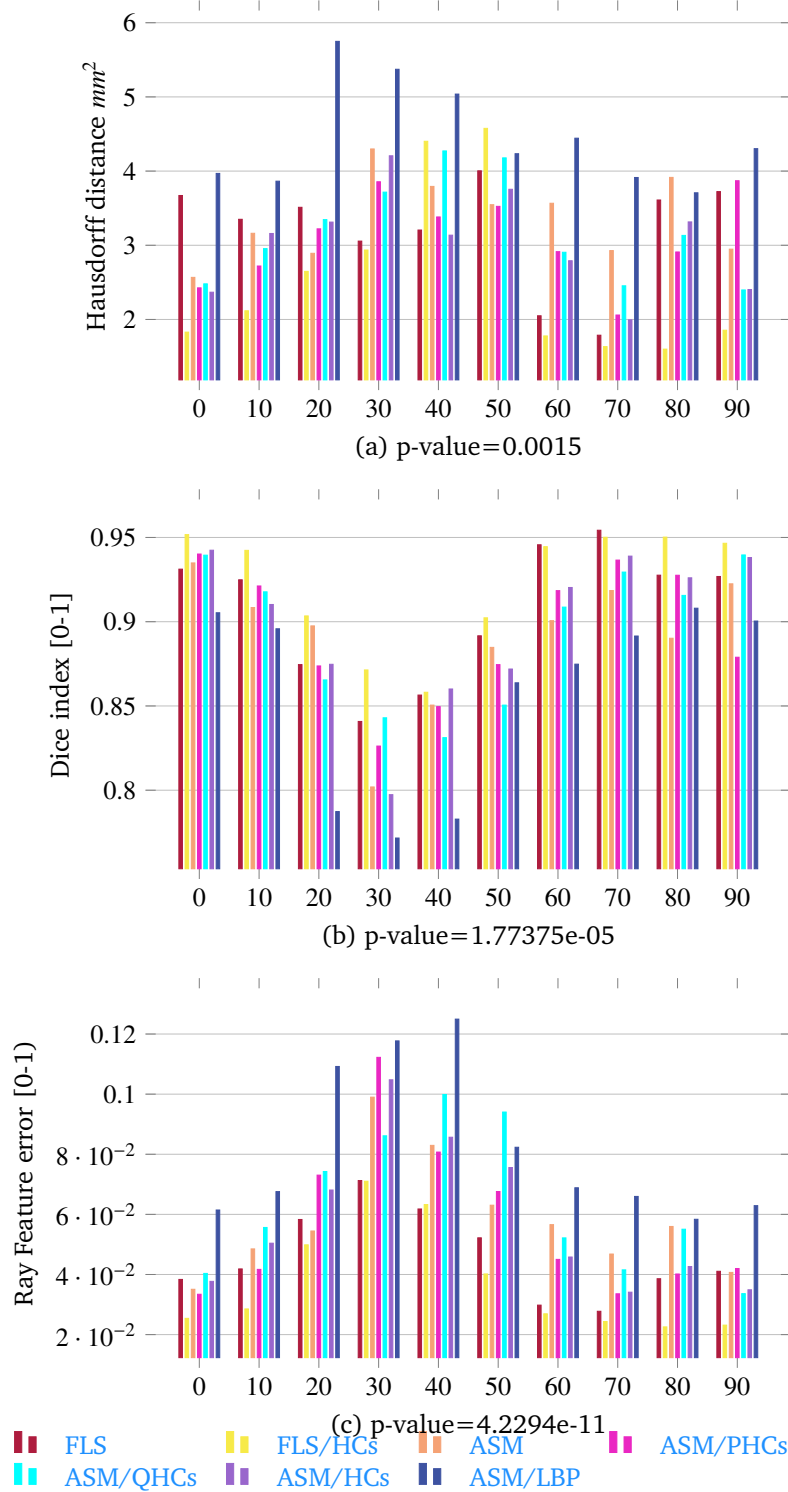 6
5
4
3
2
Hausdorff distance mm²
0 10 20 30 40 50 60 70 80 90
(a) p-value=0.0015
0.95
0.9
0.85
0.8
Dice index [0-1]
0 10 20 30 40 50 60 70 80 90
(b) p-value=1.77375e-05
0.12
0.1
8 · 10⁻²
6 · 10⁻²
4 · 10⁻²
2 · 10⁻²
Ray Feature error [0-1)
0 10 20 30 40 50 60 70 80 90
(c) p-value=4.2294e-11
FLS FLS/HCs ASM ASM/PHCs
ASM/QHCs ASM/HCs ASM/LBP